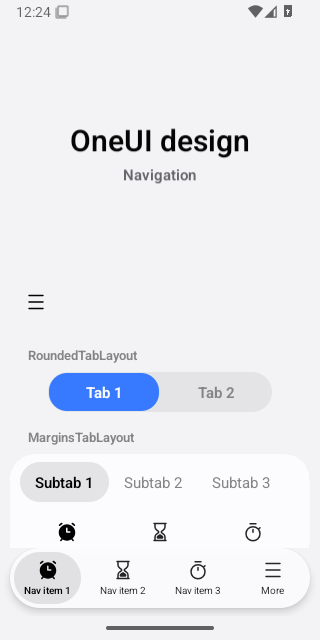 12:24
OneUI design
Navigation
RoundedTabLayout
Tab 1 Tab 2
MarginsTabLayout
Subtab 1 Subtab 2 Subtab 3
Nav item 1 Nav item 2 Nav item 3 More